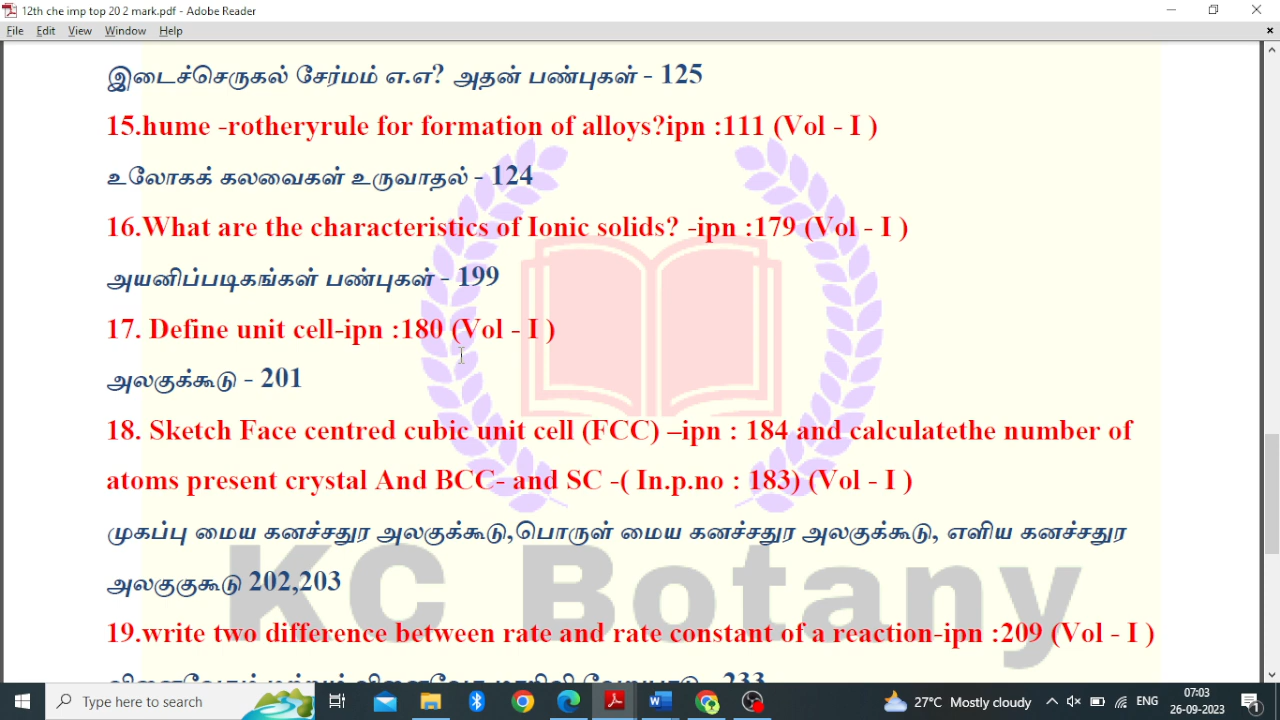 12th che imp top 20 2 mark.pdf - Adobe Reader
File Edit View Window Help
இடைச்செருகல் சேர்மம் எ.எ? அதன் பண்புகள் - 125
15.hume -rotheryrule for formation of alloys?ipn :111 (Vol - I )
உலோகக் கலவைகள் உருவாதல் - 124
16.What are the characteristics of Ionic solids? -ipn :179 (Vol - I )
அயனிப்படிகங்கள் பண்புகள் - 199
17. Define unit cell-ipn :180 (Vol - I )
அலகுக்கூடு - 201
18. Sketch Face centred cubic unit cell (FCC) –ipn : 184 and calculatethe number of
atoms present crystal And BCC- and SC -( In.p.no : 183) (Vol - I )
முகப்பு மைய கனச்சதுர அலகுக்கூடு,பொருள் மைய கனச்சதுர அலகுக்கூடு, எளிய கனச்சதுர
அலகுகுகூடு 202,203
KC Botany
19.write two difference between rate and rate constant of a reaction-ipn :209 (Vol - I )
233
Type here to search
27°C Mostly cloudy
ENG
07:03
26-09-2023
1